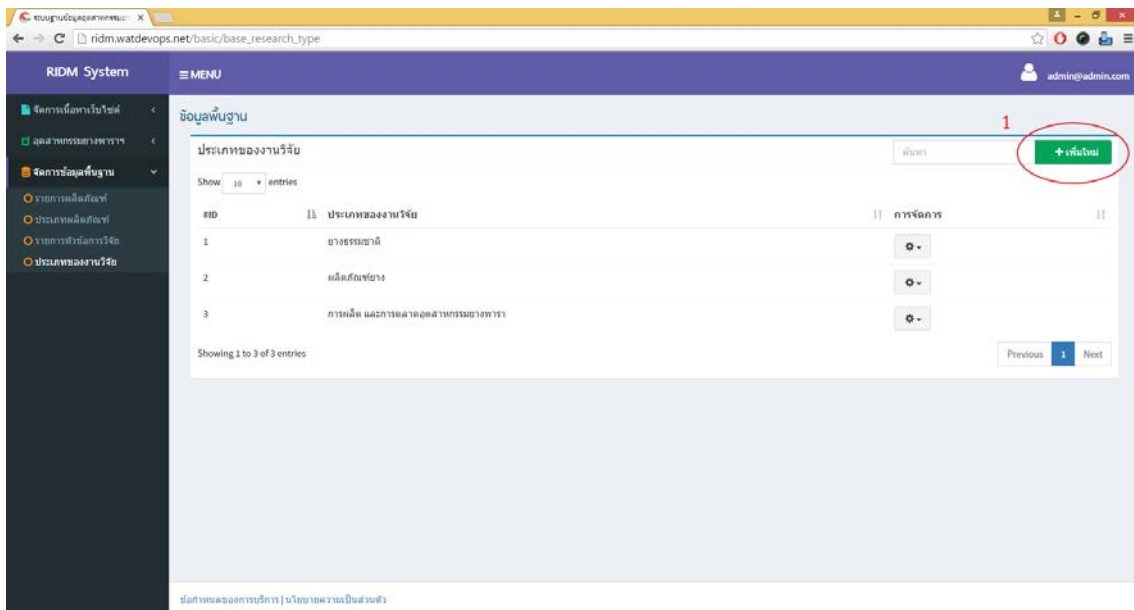 ระบบฐานข้อมูลอุตสาหกรรม
ridm.watdevops.net/basic/base_research_type
RIDM System
MENU
admin@admin.com
จัดการเนื้อหาเว็บไซต์
อุตสาหกรรมยางพาราฯ
จัดการข้อมูลพื้นฐาน
รายการผลิตภัณฑ์
ประเภทผลิตภัณฑ์
รายการหัวข้อการวิจัย
ประเภทของงานวิจัย
ข้อมูลพื้นฐาน
1
ประเภทของงานวิจัย
ค้นหา
+ เพิ่มใหม่
Show 10 entries
#ID ประเภทของงานวิจัย การจัดการ
1 ยางธรรมชาติ
2 ผลิตภัณฑ์ยาง
3 การผลิต และการตลาดอุตสาหกรรมยางพารา
Showing 1 to 3 of 3 entries
Previous 1 Next
ข้อกำหนดของการบริการ | นโยบายความเป็นส่วนตัว